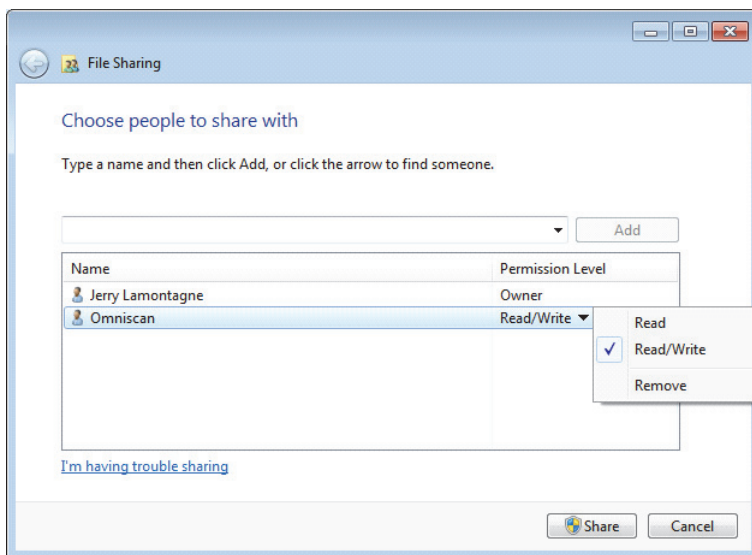 File Sharing
Choose people to share with
Type a name and then click Add, or click the arrow to find someone.
Add
Name Permission Level
Jerry Lamontagne Owner
Omniscan Read/Write
Read
Read/Write
Remove
I'm having trouble sharing
Share Cancel